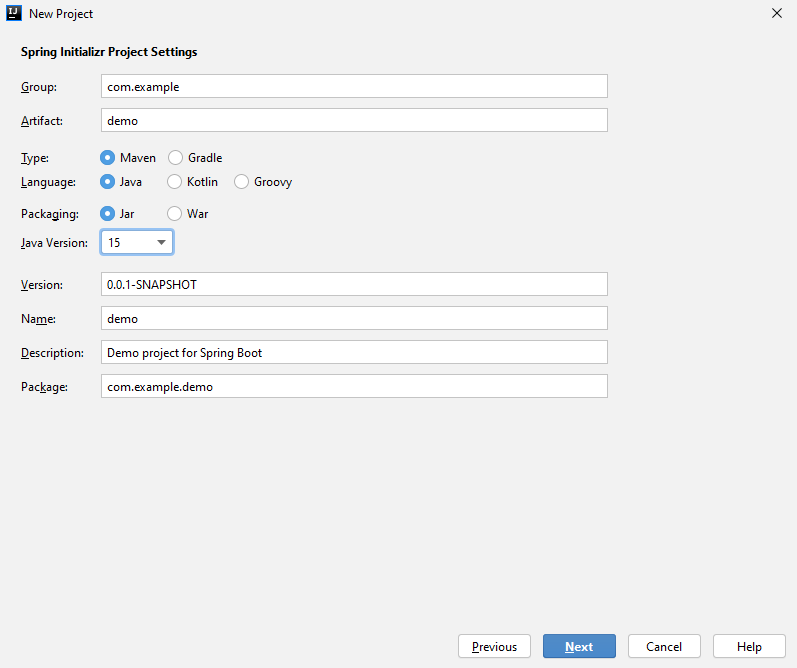 IJ New Project
Spring Initializr Project Settings
Group: com.example
Artifact: demo
Type: Maven Gradle
Language: Java Kotlin Groovy
Packaging: Jar War
Java Version: 15
Version: 0.0.1-SNAPSHOT
Name: demo
Description: Demo project for Spring Boot
Package: com.example.demo
Previous Next Cancel Help